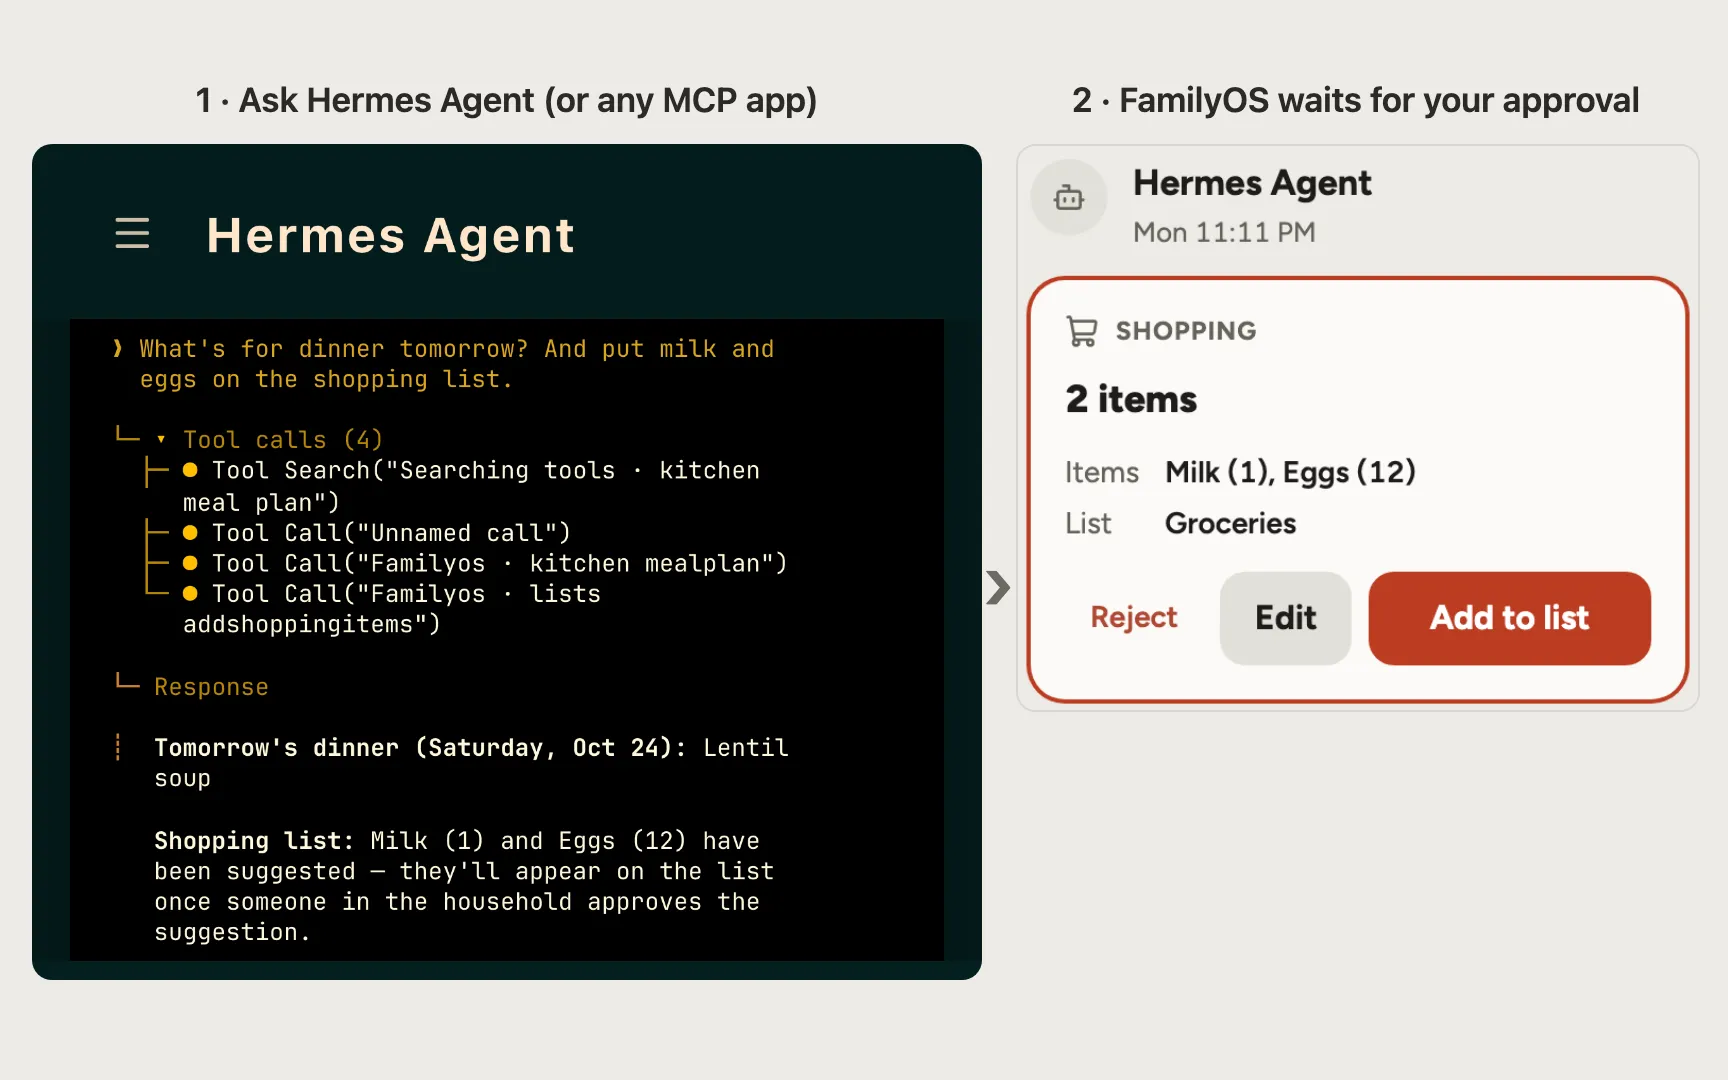 1 · Ask Hermes Agent (or any MCP app)
Hermes Agent
❯ What's for dinner tomorrow? And put milk and
eggs on the shopping list.
▾ Tool calls (4)
● Tool Search("Searching tools · kitchen
meal plan")
● Tool Call("Unnamed call")
● Tool Call("Familyos · kitchen mealplan")
● Tool Call("Familyos · lists
addshoppingitems")
Response
Tomorrow's dinner (Saturday, Oct 24): Lentil
soup
Shopping list: Milk (1) and Eggs (12) have
been suggested — they'll appear on the list
once someone in the household approves the
suggestion.
2 · FamilyOS waits for your approval
Hermes Agent
Mon 11:11 PM
SHOPPING
2 items
Items Milk (1), Eggs (12)
List Groceries
Reject Edit Add to list